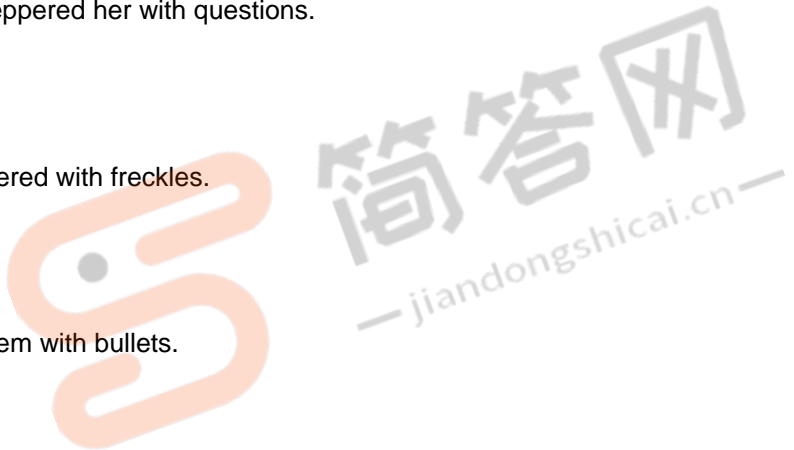 eppered her with questions.
简答网
jiandongshicai.cn
ered with freckles.
em with bullets.